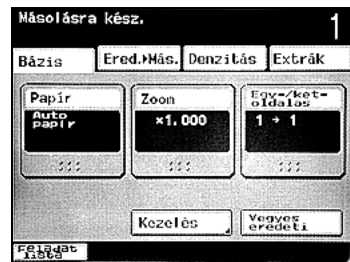 Másolásra kész.
1
Bázis
Ered.▸Más.
Denzitás
Extrák
Papír
Auto
papír
Zoom
×1.000
Egy-/két-
oldalas
1 → 1
Kezelés
Vegyes
eredeti
Feladat
lista